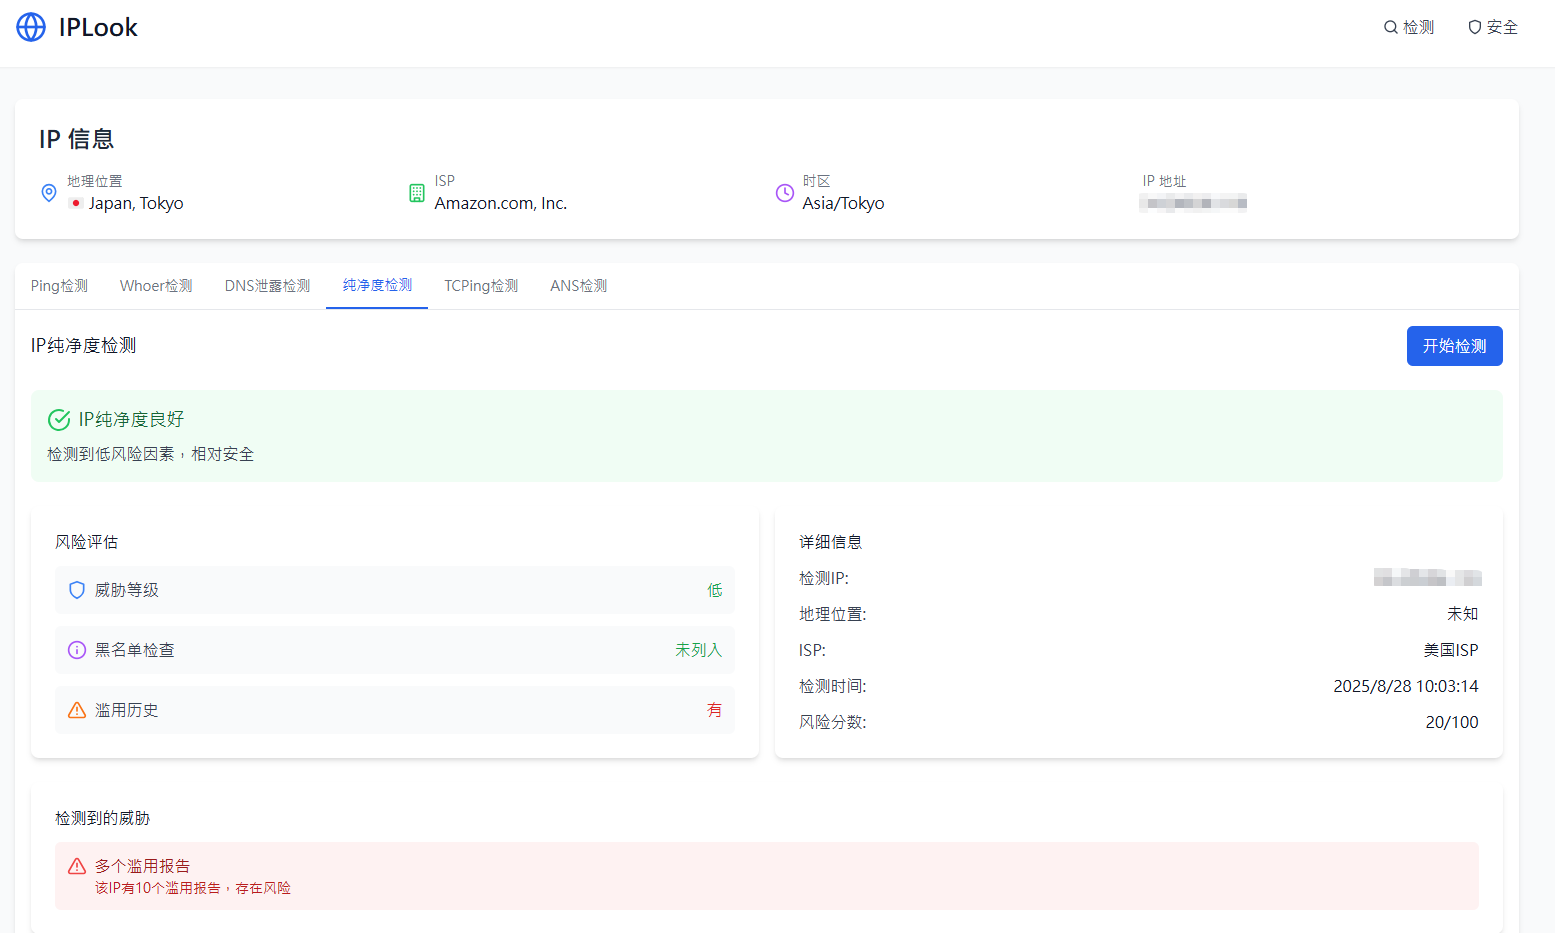 IPLook
检测
安全
IP 信息
地理位置
Japan, Tokyo
ISP
Amazon.com, Inc.
时区
Asia/Tokyo
IP 地址
Ping检测
Whoer检测
DNS泄露检测
纯净度检测
TCPing检测
ANS检测
IP纯净度检测
开始检测
IP纯净度良好
检测到低风险因素，相对安全
风险评估
威胁等级
低
黑名单检查
未列入
滥用历史
有
详细信息
检测IP:
地理位置:
未知
ISP:
美国ISP
检测时间:
2025/8/28 10:03:14
风险分数:
20/100
检测到的威胁
多个滥用报告
该IP有10个滥用报告，存在风险